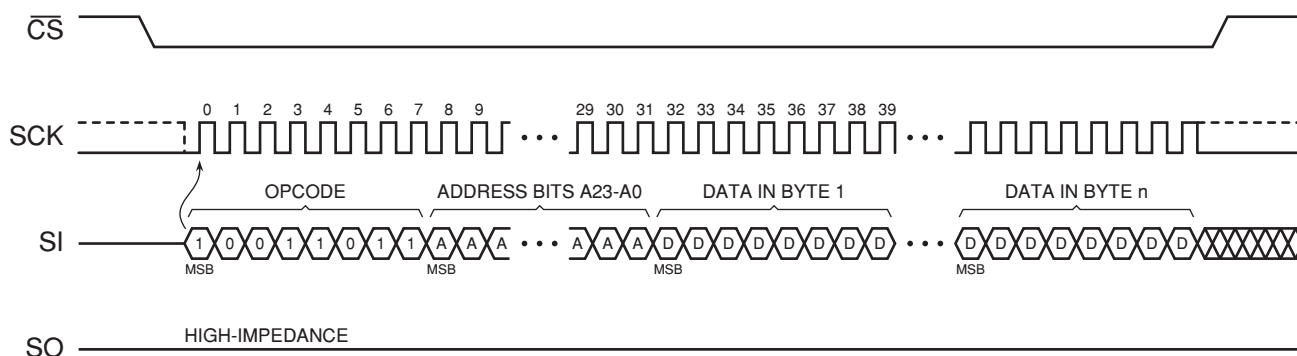 CS
0 1 2 3 4 5 6 7 8 9 29 30 31 32 33 34 35 36 37 38 39
SCK
OPCODE ADDRESS BITS A23-A0 DATA IN BYTE 1 DATA IN BYTE n
SI 1 0 0 1 1 0 1 1 A A A A A A D D D D D D D D D D D D D D D D
MSB MSB MSB MSB
HIGH-IMPEDANCE
SO